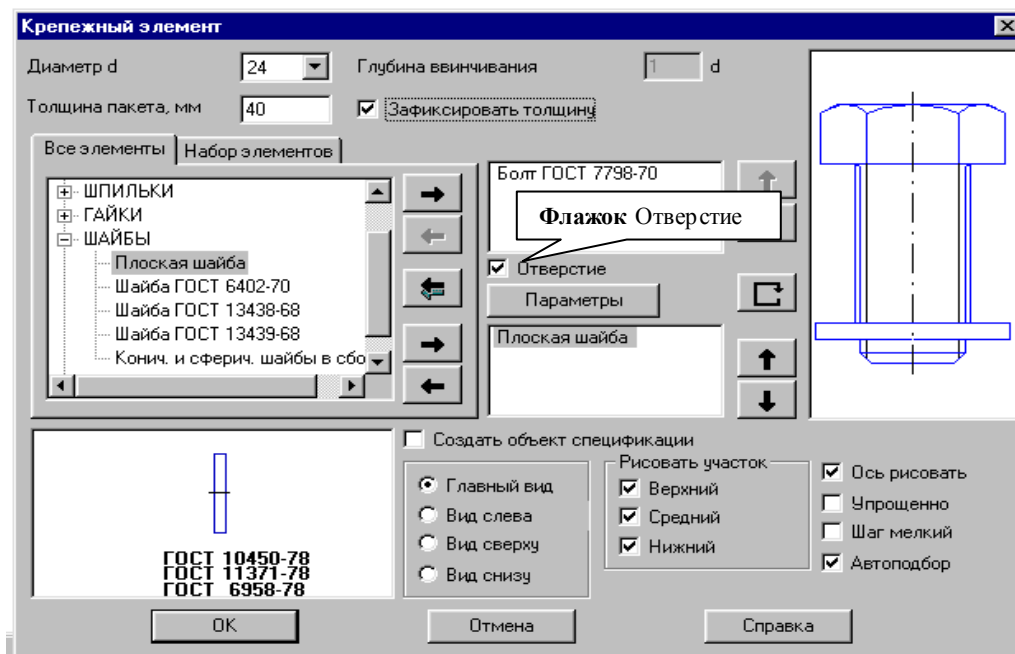 Крепежный элемент
Диаметр d 24 Глубина ввинчивания 1 d
Толщина пакета, мм 40 Зафиксировать толщину
Все элементы Набор элементов
ШПИЛЬКИ
ГАЙКИ
ШАЙБЫ
Плоская шайба
Шайба ГОСТ 6402-70
Шайба ГОСТ 13438-68
Шайба ГОСТ 13439-68
Конич. и сферич. шайбы в сбо
Болт ГОСТ 7798-70
Флажок Отверстие
Отверстие
Параметры
Плоская шайба
ГОСТ 10450-78
ГОСТ 11371-78
ГОСТ 6958-78
Создать объект спецификации
Главный вид
Вид слева
Вид сверху
Вид снизу
Рисовать участок
Верхний
Средний
Нижний
Ось рисовать
Упрощенно
Шаг мелкий
Автоподбор
OK Отмена Справка